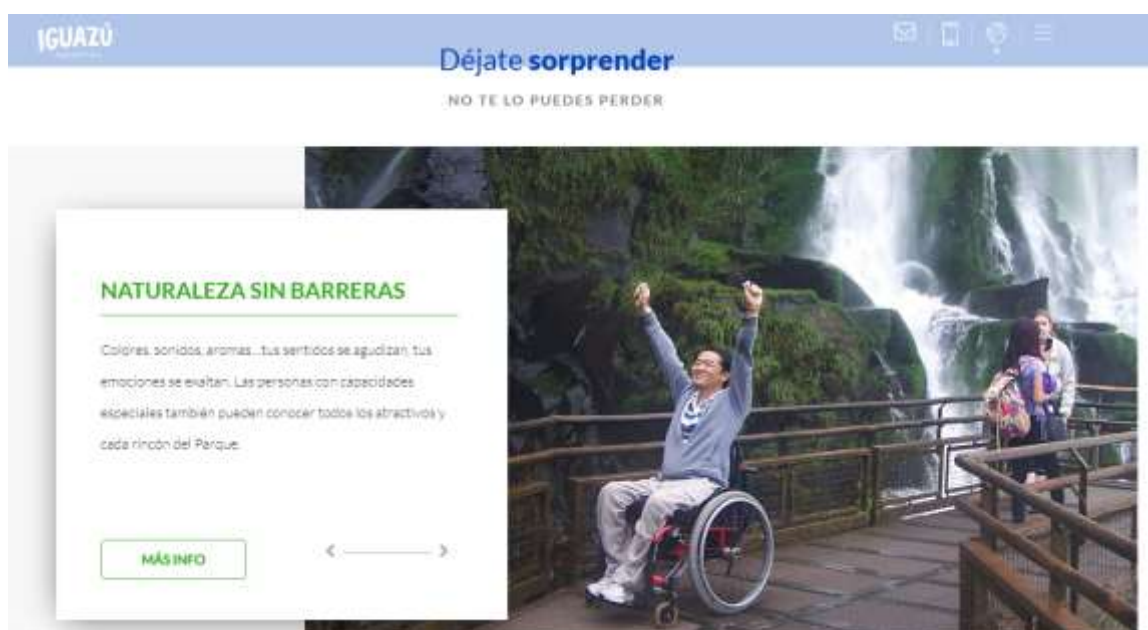 IGUAZÚ
Déjate sorprender
NO TE LO PUEDES PERDER
NATURALEZA SIN BARRERAS
Colores, sonidos, aromas...tus sentidos se agudizan, tus
emociones se exaltan. Las personas con capacidades
especiales también pueden conocer todos los atractivos y
cada rincón del Parque.
MÁS INFO